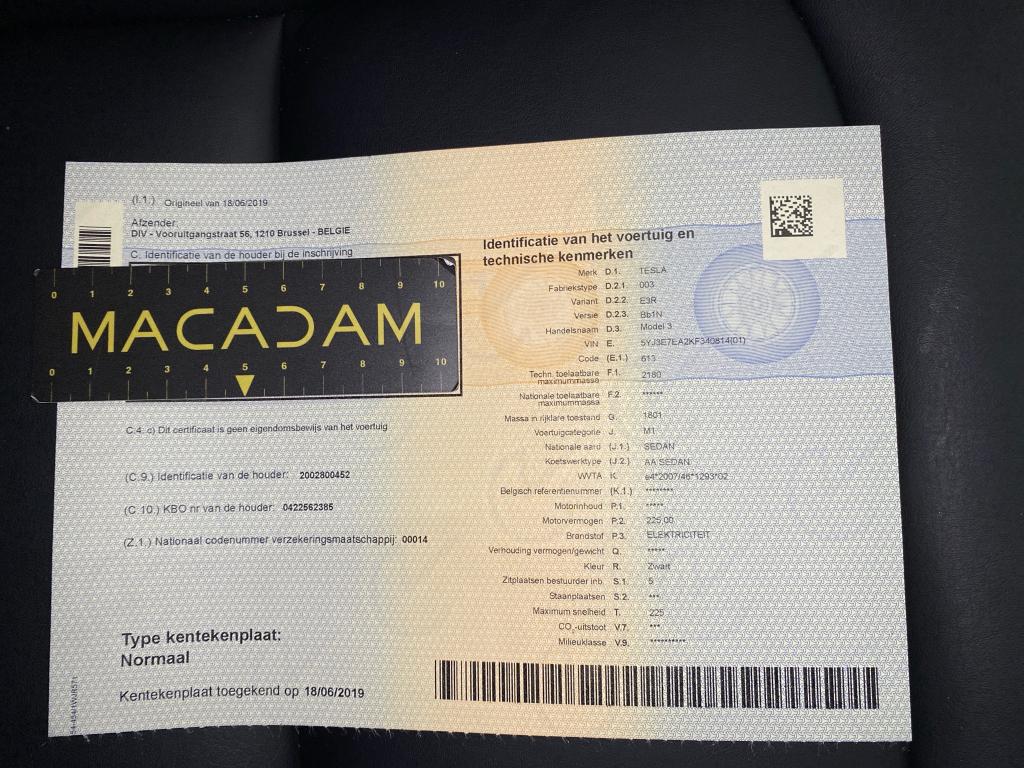 (I.1.) Origineel van 18/06/2019
Afzender:
DIV - Vooruitgangstraat 56, 1210 Brussel - BELGIE
C. Identificatie van de houder bij de inschrijving
0 1 2 3 4 5 6 7 8 9 10
MACADAM
0 1 2 3 4 5 6 7 8 9 10
C.4. c) Dit certificaat is geen eigendomsbewijs van het voertuig
(C.9.) Identificatie van de houder: 2002800452
(C.10.) KBO nr van de houder: 0422562385
(Z.1.) Nationaal codenummer verzekeringsmaatschappij: 00014
Type kentekenplaat:
Normaal
Kentekenplaat toegekend op 18/06/2019
Identificatie van het voertuig en
technische kenmerken
Merk D.1. TESLA
Fabriekstype D.2.1. 003
Variant D.2.2. E3R
Versie D.2.3. Bb1N
Handelsnaam D.3. Model 3
VIN E. 5YJ3E7EA2KF340814(01)
Code (E.1.) 613
Techn. toelaatbare maximummassa F.1. 2180
Nationale toelaatbare maximummassa F.2. ******
Massa in rijklare toestand G. 1801
Voertuigcategorie J. M1
Nationale aard (J.1.) SEDAN
Koetswerktype (J.2.) AA SEDAN
WVTA K. e4*2007/46*1293*02
Belgisch referentienummer (K.1.) ********
Motorinhoud P.1. *****
Motorvermogen P.2. 225,00
Brandstof P.3. ELEKTRICITEIT
Verhouding vermogen/gewicht Q. *****
Kleur R. Zwart
Zitplaatsen bestuurder inb. S.1. 5
Staanplaatsen S.2. ***
Maximum snelheid T. 225
CO₂-uitstoot V.7. ***
Milieuklasse V.9. **********